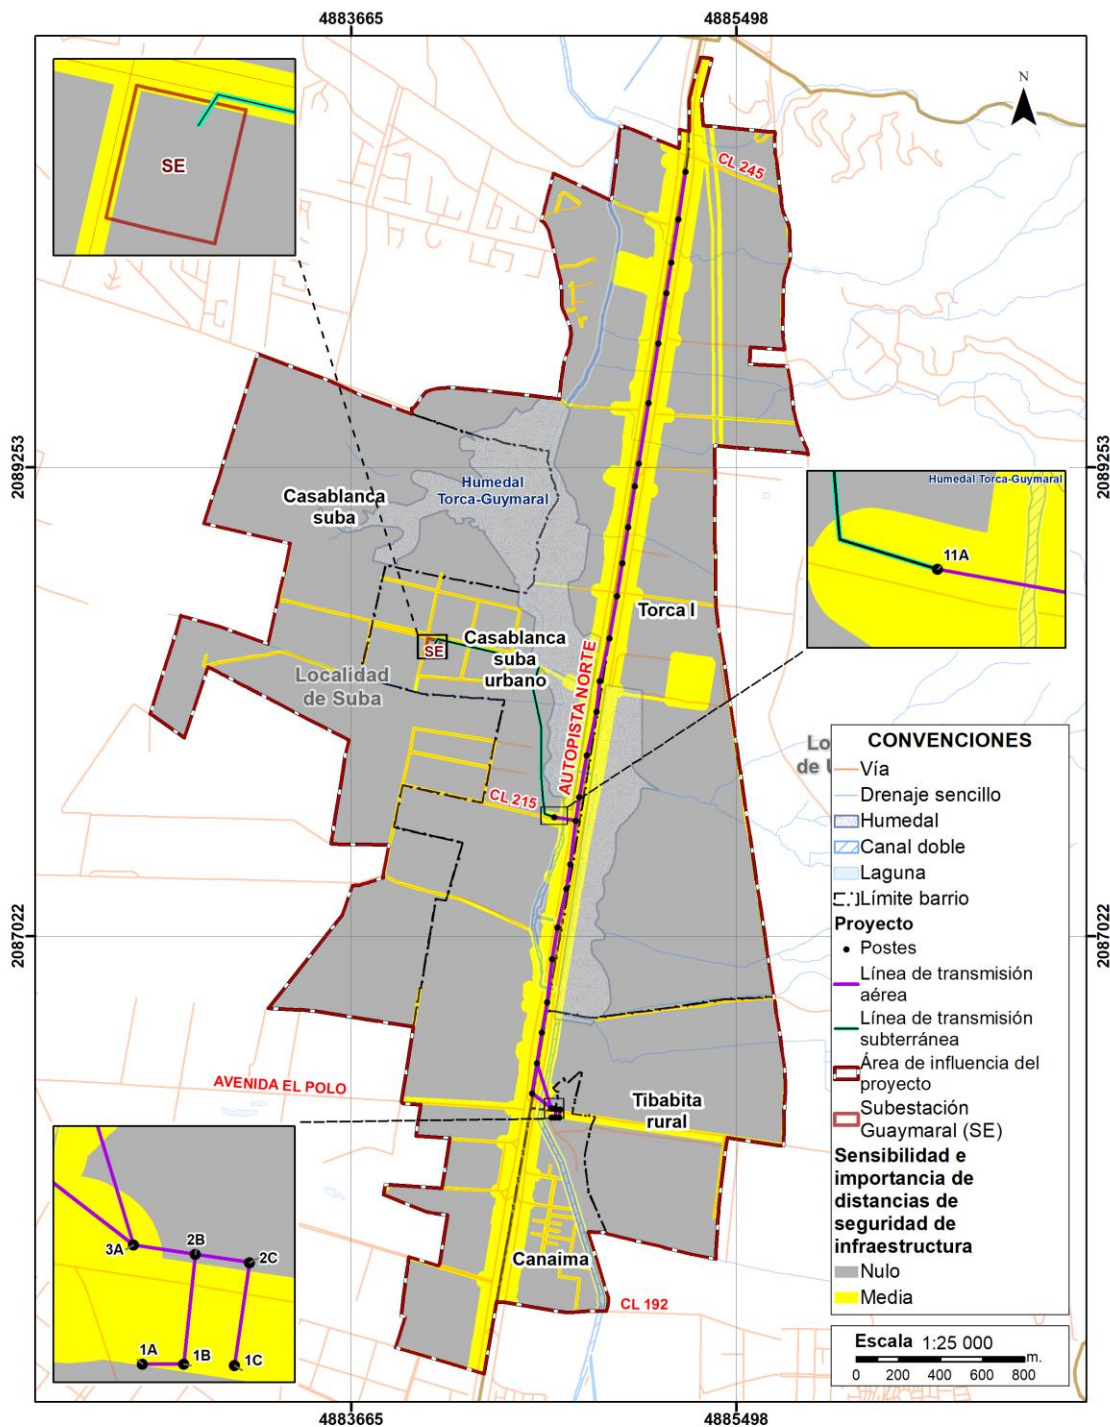 4883665
4885498
N
SE
CL 245
2089253
2089253
Humedal
Torca-Guymaral
Casablanca
suba
Humedal Torca-Guymaral
11A
Torca I
SE
Casablanca
suba
urbano
Localidad
de Suba
AUTOPISTA NORTE
CL 215
Lo
de U
CONVENCIONES
Vía
Drenaje sencillo
Humedal
Canal doble
Laguna
Límite barrio
Proyecto
Postes
Línea de transmisión
aérea
Línea de transmisión
subterránea
Área de influencia del
proyecto
Subestación
Guaymaral (SE)
Sensibilidad e
importancia de
distancias de
seguridad de
infraestructura
Nulo
Media
2087022
2087022
AVENIDA EL POLO
Tibabita
rural
3A
2B
2C
1A
1B
1C
Canaima
CL 192
Escala 1:25 000
0 200 400 600 800 m.
4883665
4885498